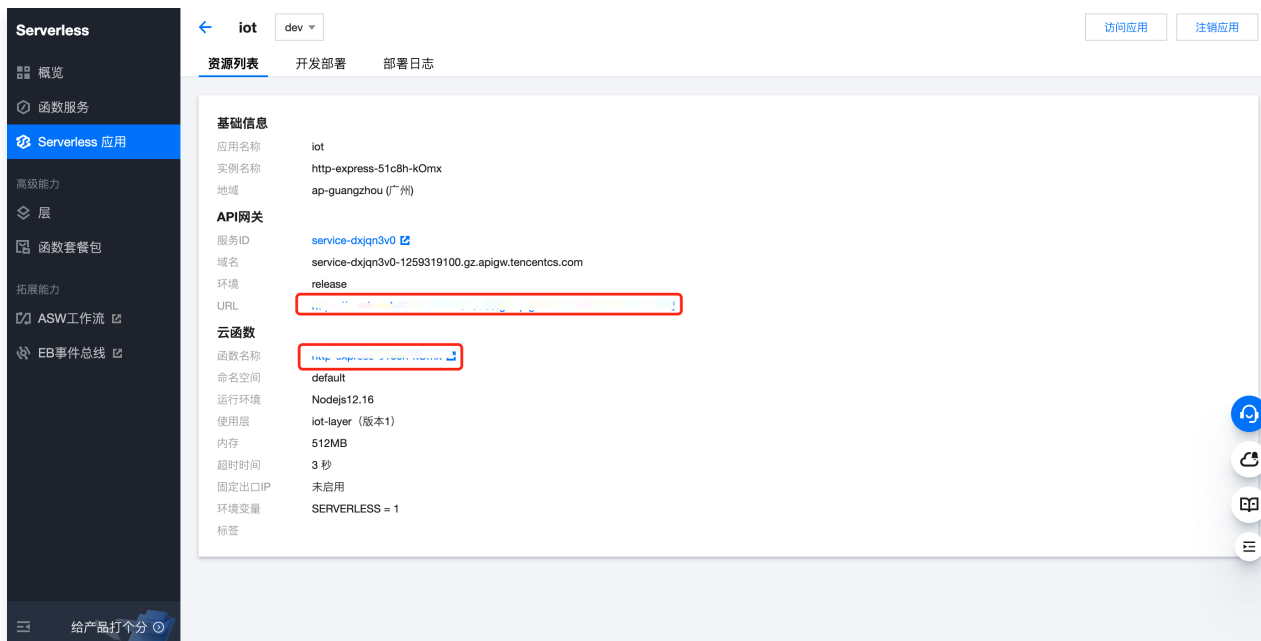 Serverless
概览
函数服务
Serverless 应用
高级能力
层
函数套餐包
拓展能力
ASW工作流
EB事件总线
给产品打个分
iot dev 访问应用 注销应用
资源列表 开发部署 部署日志
基础信息
应用名称 iot
实例名称 http-express-51c8h-kOmx
地域 ap-guangzhou (广州)
API网关
服务ID service-dxjqn3v0
域名 service-dxjqn3v0-1259319100.gz.apigw.tencentcs.com
环境 release
URL
云函数
函数名称
命名空间 default
运行环境 Nodejs12.16
使用层 iot-layer（版本1）
内存 512MB
超时时间 3 秒
固定出口IP 未启用
环境变量 SERVERLESS = 1
标签